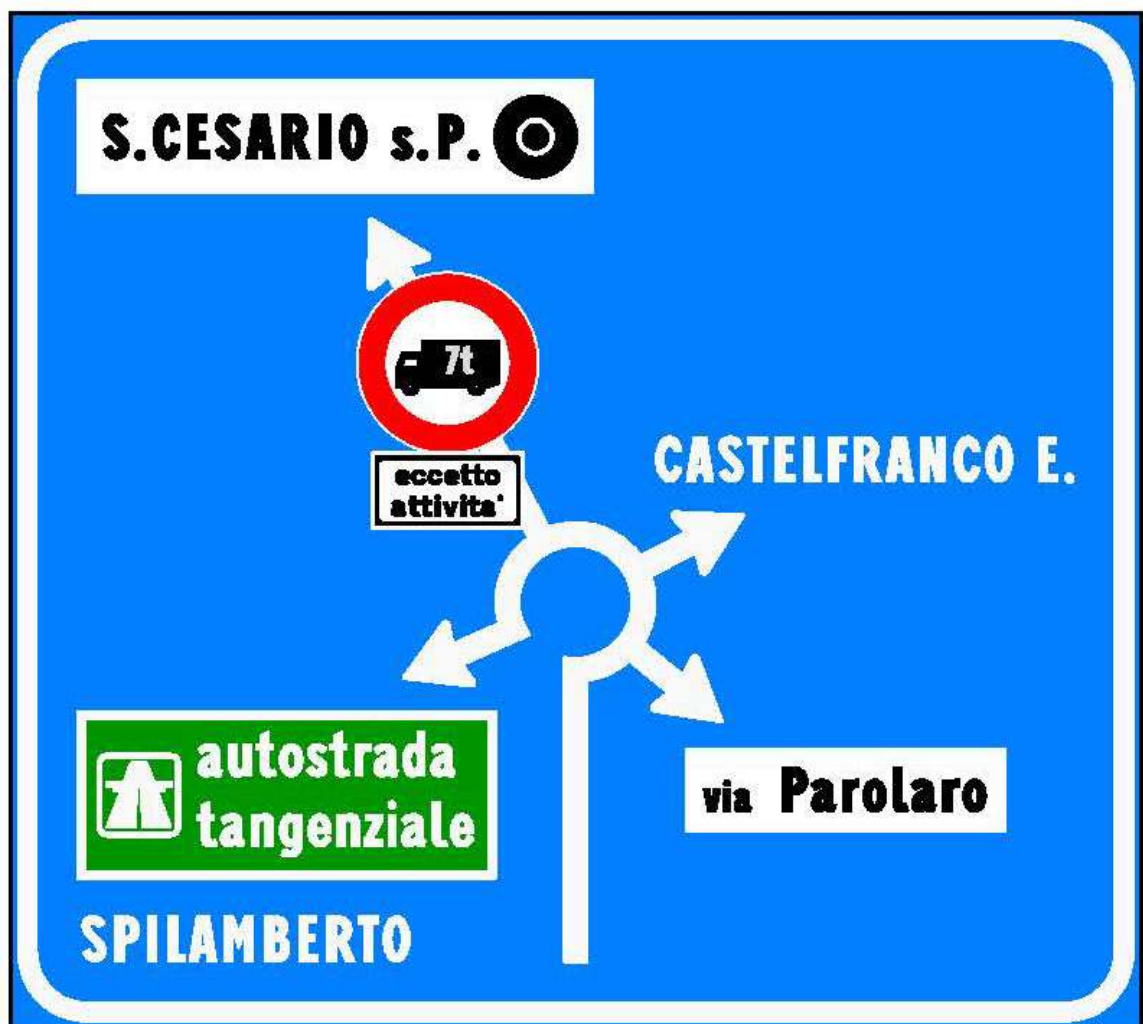 S.CESARIO s.P.
7t
eccetto
attivita'
CASTELFRANCO E.
autostrada
tangenziale
via Parolaro
SPILAMBERTO